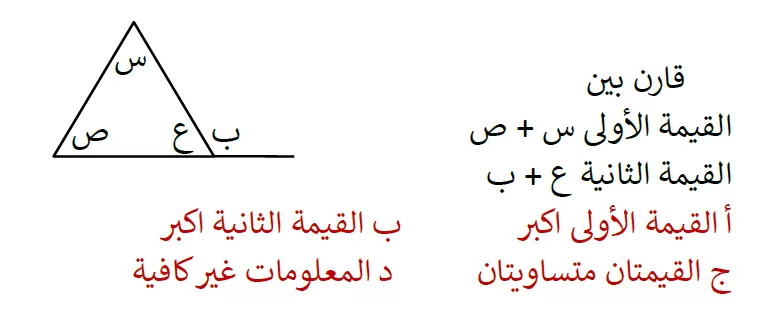 س
ص ع ب
قارن بين
القيمة الأولى س + ص
القيمة الثانية ع + ب
أ القيمة الأولى اكبر ب القيمة الثانية اكبر
ج القيمتان متساويتان د المعلومات غير كافية